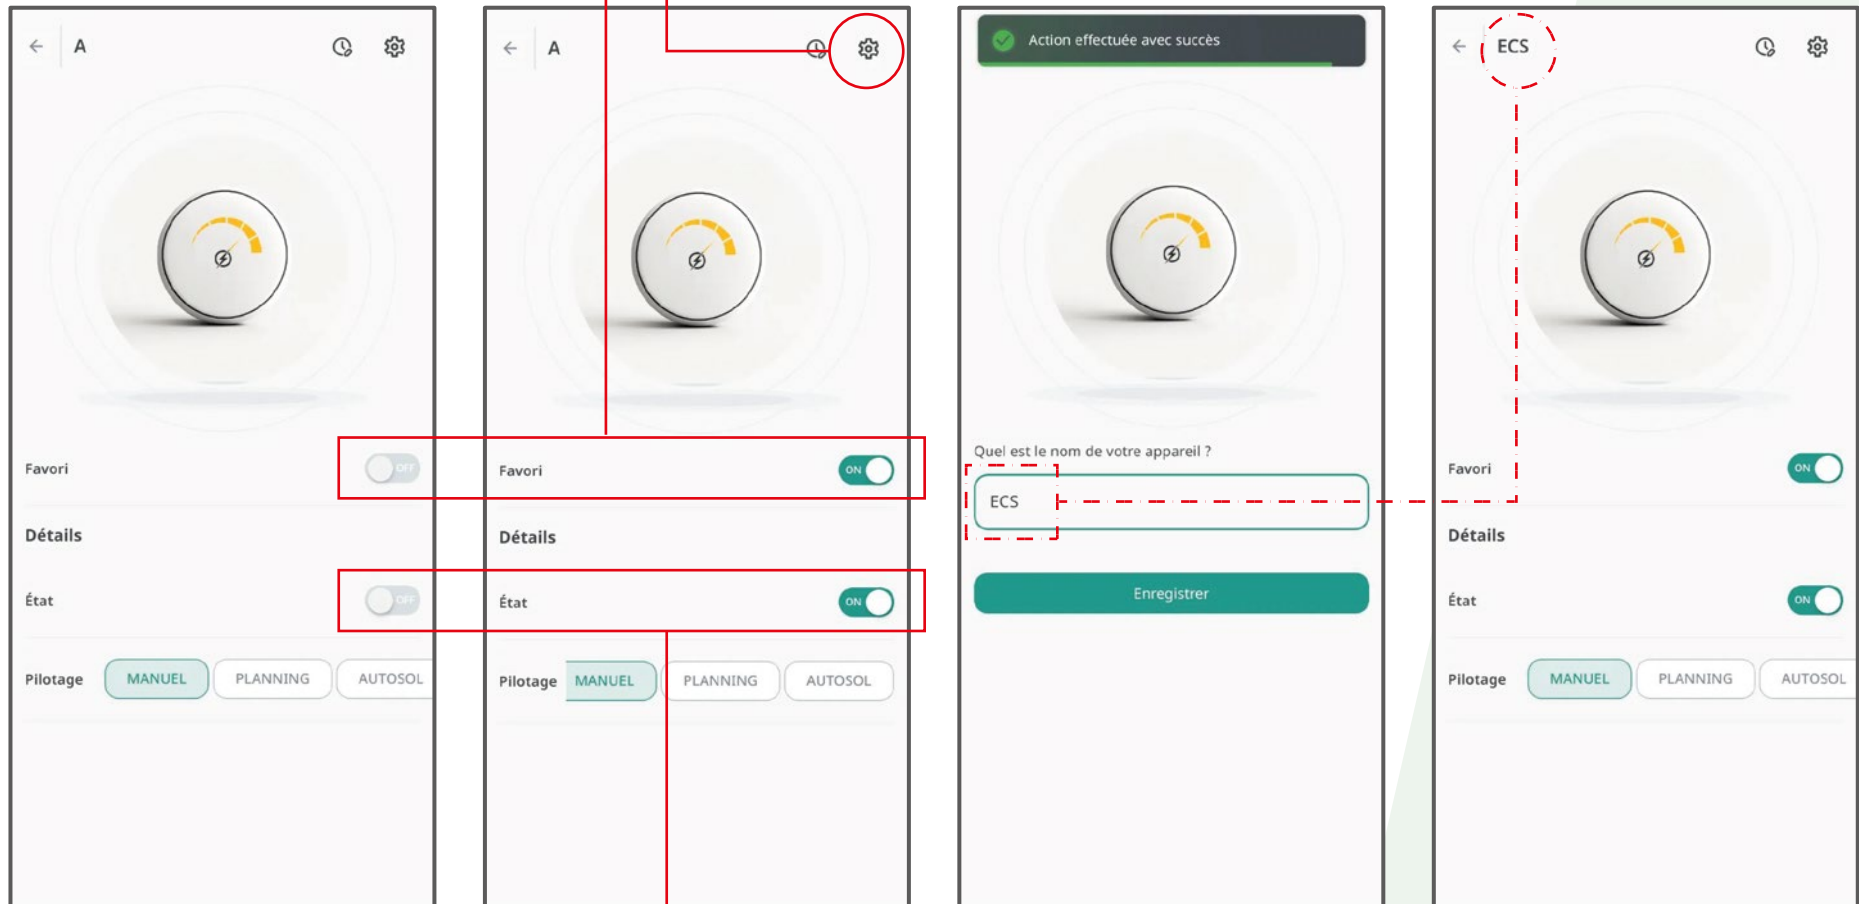 A
Favori
OFF
Détails
État
OFF
Pilotage
MANUEL
PLANNING
AUTOSOL
A
Favori
ON
Détails
État
ON
Pilotage
MANUEL
PLANNING
AUTOSOL
Action effectuée avec succès
Quel est le nom de votre appareil ?
ECS
Enregistrer
ECS
Favori
ON
Détails
État
ON
Pilotage
MANUEL
PLANNING
AUTOSOL